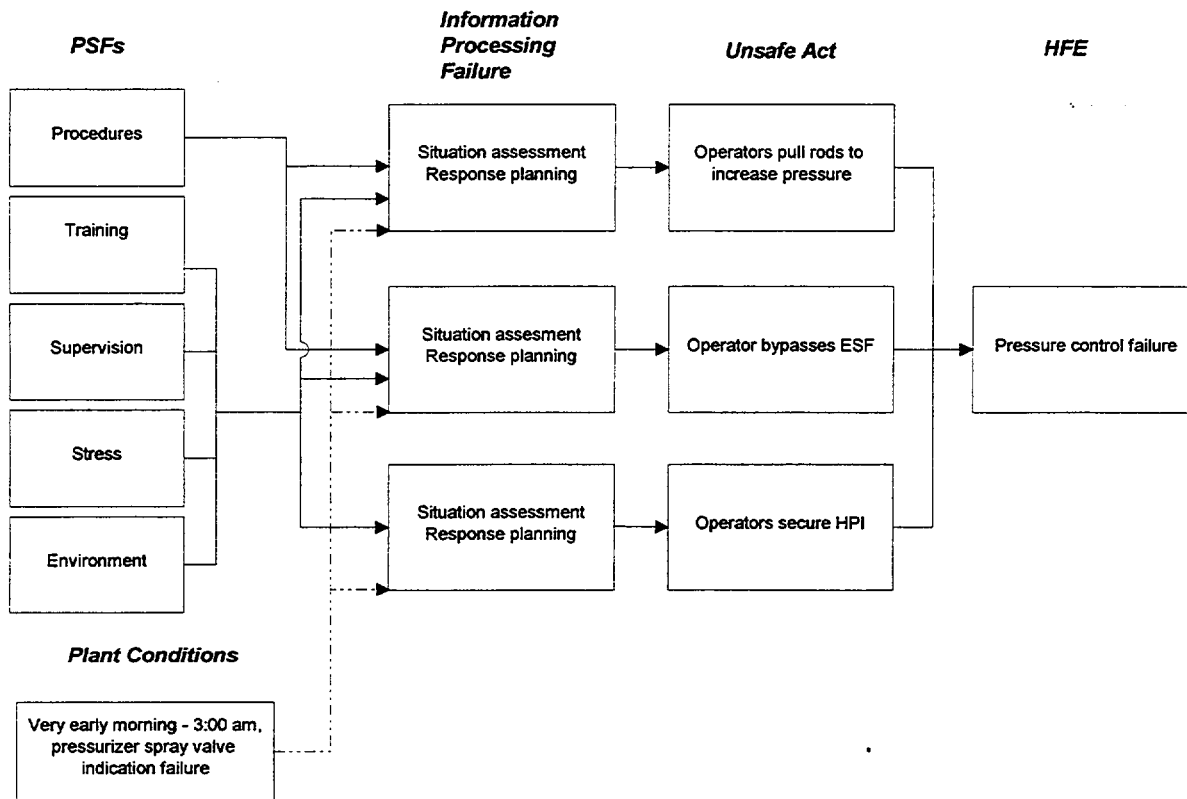 PSFs
Information
Processing
Failure
Unsafe Act
HFE
Procedures
Training
Supervision
Stress
Environment
Situation assessment
Response planning
Operators pull rods to
increase pressure
Situation assesment
Response planning
Operator bypasses ESF
Pressure control failure
Situation assessment
Response planning
Operators secure HPI
Plant Conditions
Very early morning - 3:00 am,
pressurizer spray valve
indication failure